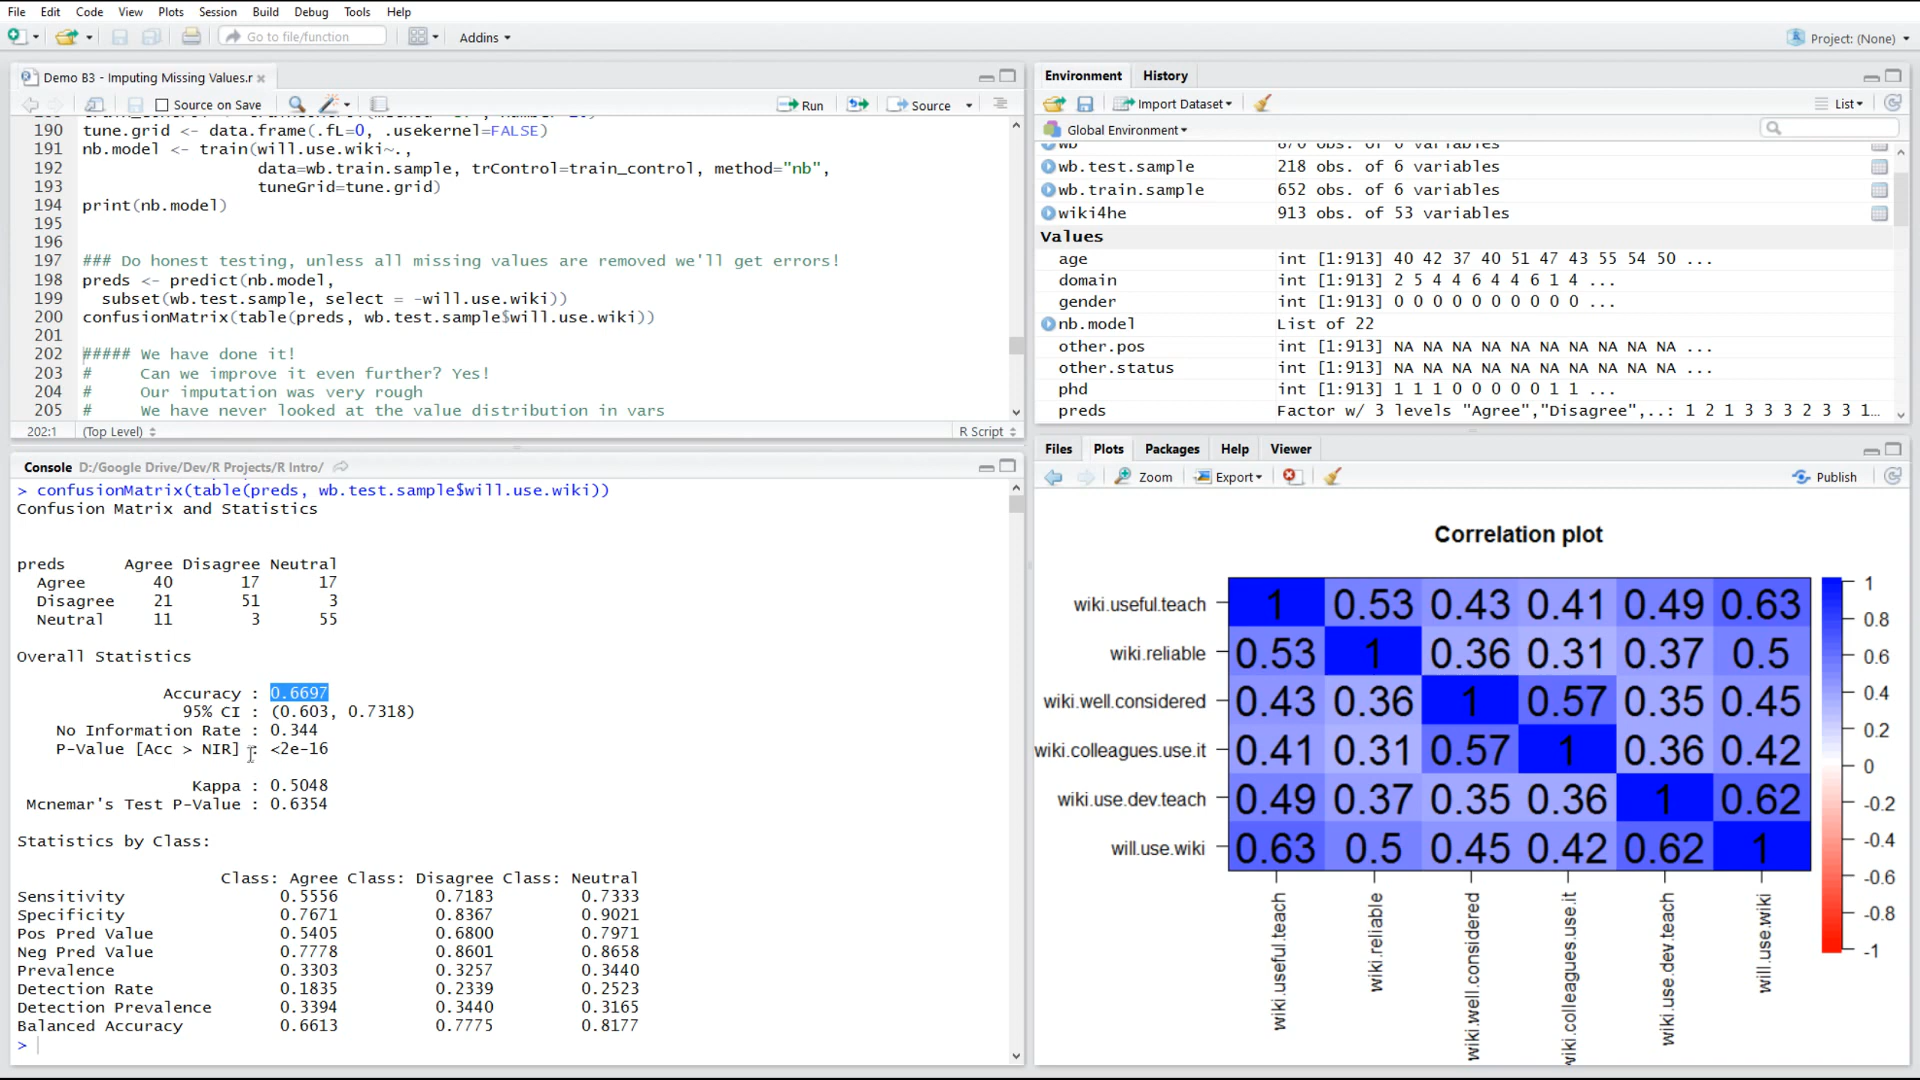 File Edit Code View Plots Session Build Debug Tools Help
Go to file/function Addins Project: (None)
Demo B3 - Imputing Missing Values.r
Source on Save Run Source
190 tune.grid <- data.frame(.fL=0, .usekernel=FALSE)
191 nb.model <- train(will.use.wiki~.,
192 data=wb.train.sample, trControl=train_control, method="nb",
193 tuneGrid=tune.grid)
194 print(nb.model)
195
196
197 ### Do honest testing, unless all missing values are removed we'll get errors!
198 preds <- predict(nb.model,
199 subset(wb.test.sample, select = -will.use.wiki))
200 confusionMatrix(table(preds, wb.test.sample$will.use.wiki))
201
202 ##### We have done it!
203 # Can we improve it even further? Yes!
204 # Our imputation was very rough
205 # We have never looked at the value distribution in vars
202:1 (Top Level) R Script
Console D:/Google Drive/Dev/R Projects/R Intro/
> confusionMatrix(table(preds, wb.test.sample$will.use.wiki))
Confusion Matrix and Statistics
preds Agree Disagree Neutral
Agree 40 17 17
Disagree 21 51 3
Neutral 11 3 55
Overall Statistics
Accuracy : 0.6697
95% CI : (0.603, 0.7318)
No Information Rate : 0.344
P-Value [Acc > NIR] : <2e-16
Kappa : 0.5048
Mcnemar's Test P-Value : 0.6354
Statistics by Class:
Class: Agree Class: Disagree Class: Neutral
Sensitivity 0.5556 0.7183 0.7333
Specificity 0.7671 0.8367 0.9021
Pos Pred Value 0.5405 0.6800 0.7971
Neg Pred Value 0.7778 0.8601 0.8658
Prevalence 0.3303 0.3257 0.3440
Detection Rate 0.1835 0.2339 0.2523
Detection Prevalence 0.3394 0.3440 0.3165
Balanced Accuracy 0.6613 0.7775 0.8177
>
Environment History
Import Dataset List
Global Environment
wb 870 obs. of 6 variables
wb.test.sample 218 obs. of 6 variables
wb.train.sample 652 obs. of 6 variables
wiki4he 913 obs. of 53 variables
Values
age int [1:913] 40 42 37 40 51 47 43 55 54 50 ...
domain int [1:913] 2 5 4 4 6 4 4 6 1 4 ...
gender int [1:913] 0 0 0 0 0 0 0 0 0 0 ...
nb.model List of 22
other.pos int [1:913] NA NA NA NA NA NA NA NA NA NA ...
other.status int [1:913] NA NA NA NA NA NA NA NA NA NA ...
phd int [1:913] 1 1 1 0 0 0 0 0 1 1 ...
preds Factor w/ 3 levels "Agree","Disagree",..: 1 2 1 3 3 3 2 3 3 1...
Files Plots Packages Help Viewer
Zoom Export Publish
Correlation plot
wiki.useful.teach 1 0.53 0.43 0.41 0.49 0.63
wiki.reliable 0.53 1 0.36 0.31 0.37 0.5
wiki.well.considered 0.43 0.36 1 0.57 0.35 0.45
wiki.colleagues.use.it 0.41 0.31 0.57 1 0.36 0.42
wiki.use.dev.teach 0.49 0.37 0.35 0.36 1 0.62
will.use.wiki 0.63 0.5 0.45 0.42 0.62 1
1
0.8
0.6
0.4
0.2
0
-0.2
-0.4
-0.6
-0.8
-1
wiki.useful.teach
wiki.reliable
wiki.well.considered
wiki.colleagues.use.it
wiki.use.dev.teach
will.use.wiki